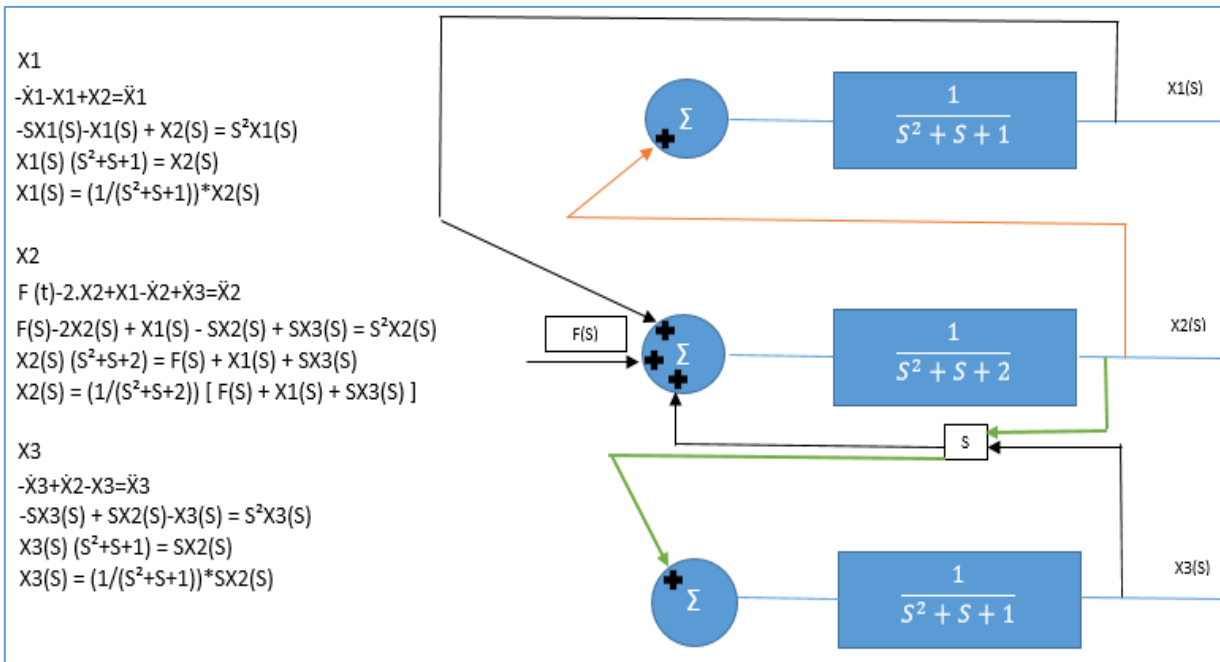 X1
-Ẋ1-X1+X2=Ẍ1
-SX1(S)-X1(S) + X2(S) = S²X1(S)
X1(S) (S²+S+1) = X2(S)
X1(S) = (1/(S²+S+1))*X2(S)
X2
F (t)-2.X2+X1-Ẋ2+Ẋ3=Ẍ2
F(S)-2X2(S) + X1(S) - SX2(S) + SX3(S) = S²X2(S)
X2(S) (S²+S+2) = F(S) + X1(S) + SX3(S)
X2(S) = (1/(S²+S+2)) [ F(S) + X1(S) + SX3(S) ]
X3
-Ẋ3+Ẋ2-X3=Ẍ3
-SX3(S) + SX2(S)-X3(S) = S²X3(S)
X3(S) (S²+S+1) = SX2(S)
X3(S) = (1/(S²+S+1))*SX2(S)
Σ
1
S² + S + 1
X1(S)
F(S)
Σ
1
S² + S + 2
X2(S)
S
Σ
1
S² + S + 1
X3(S)